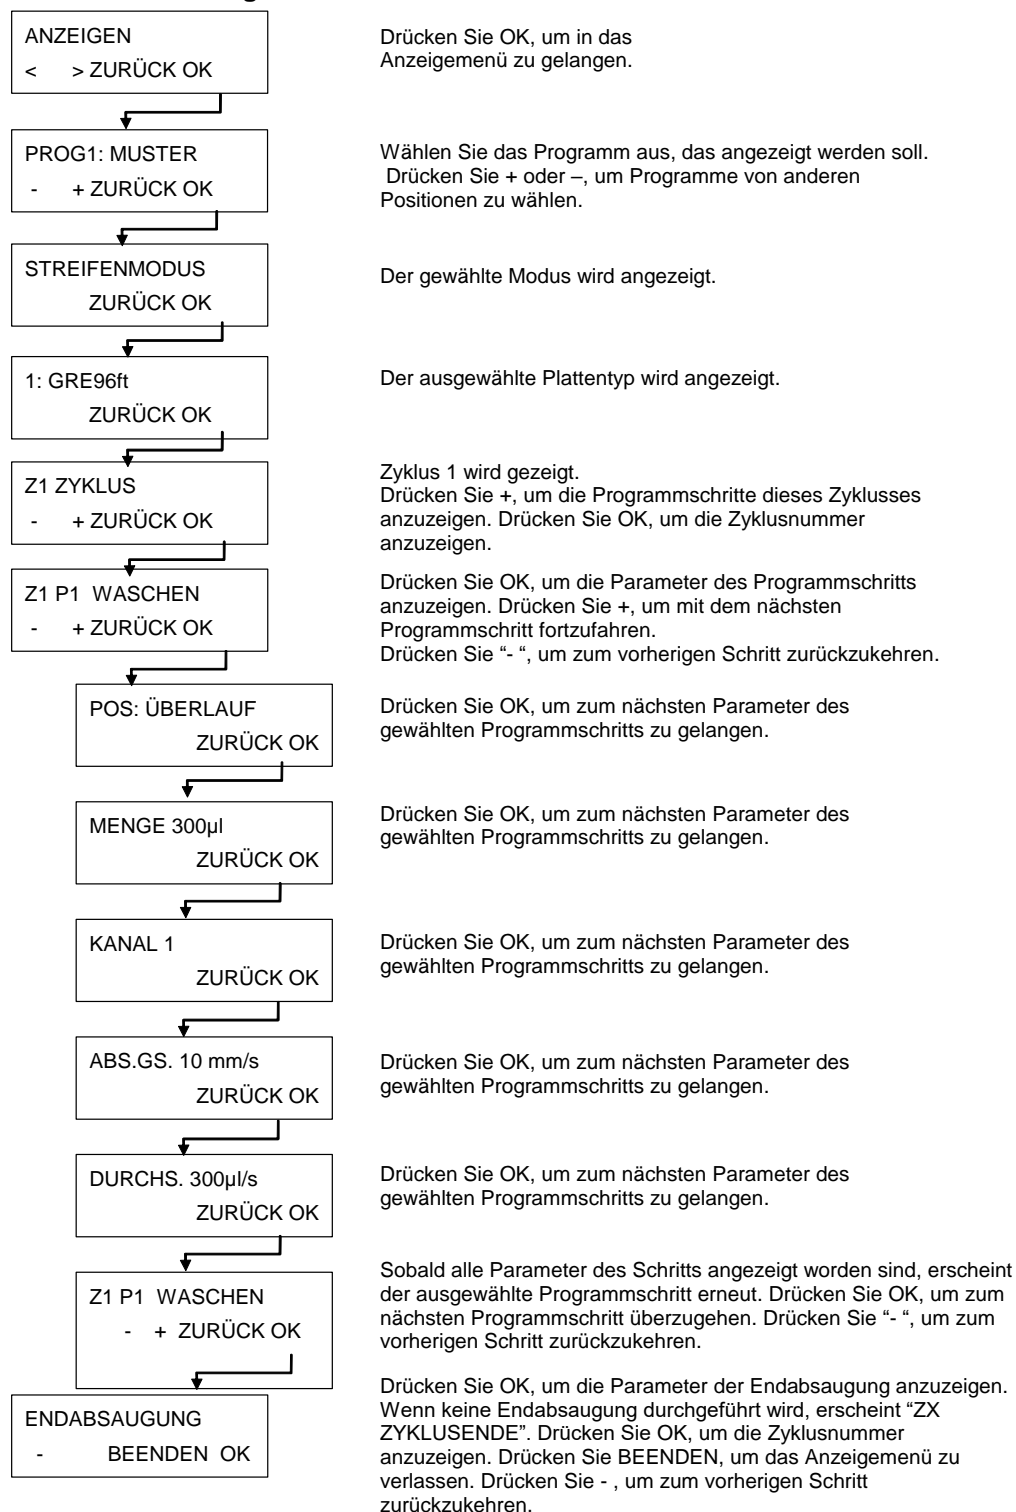 ANZEIGEN
< > ZURÜCK OK
Drücken Sie OK, um in das
Anzeigemenü zu gelangen.
PROG1: MUSTER
- + ZURÜCK OK
Wählen Sie das Programm aus, das angezeigt werden soll.
Drücken Sie + oder –, um Programme von anderen
Positionen zu wählen.
STREIFENMODUS
ZURÜCK OK
Der gewählte Modus wird angezeigt.
1: GRE96ft
ZURÜCK OK
Der ausgewählte Plattentyp wird angezeigt.
Z1 ZYKLUS
- + ZURÜCK OK
Zyklus 1 wird gezeigt.
Drücken Sie +, um die Programmschritte dieses Zyklusses
anzuzeigen. Drücken Sie OK, um die Zyklusnummer
anzuzeigen.
Z1 P1 WASCHEN
- + ZURÜCK OK
Drücken Sie OK, um die Parameter des Programmschritts
anzuzeigen. Drücken Sie +, um mit dem nächsten
Programmschritt fortzufahren.
Drücken Sie “- “, um zum vorherigen Schritt zurückzukehren.
POS: ÜBERLAUF
ZURÜCK OK
Drücken Sie OK, um zum nächsten Parameter des
gewählten Programmschritts zu gelangen.
MENGE 300µl
ZURÜCK OK
Drücken Sie OK, um zum nächsten Parameter des
gewählten Programmschritts zu gelangen.
KANAL 1
ZURÜCK OK
Drücken Sie OK, um zum nächsten Parameter des
gewählten Programmschritts zu gelangen.
ABS.GS. 10 mm/s
ZURÜCK OK
Drücken Sie OK, um zum nächsten Parameter des
gewählten Programmschritts zu gelangen.
DURCHS. 300µl/s
ZURÜCK OK
Drücken Sie OK, um zum nächsten Parameter des
gewählten Programmschritts zu gelangen.
Z1 P1 WASCHEN
- + ZURÜCK OK
Sobald alle Parameter des Schritts angezeigt worden sind, erscheint
der ausgewählte Programmschritt erneut. Drücken Sie OK, um zum
nächsten Programmschritt überzugehen. Drücken Sie “- “, um zum
vorherigen Schritt zurückzukehren.
ENDABSAUGUNG
- BEENDEN OK
Drücken Sie OK, um die Parameter der Endabsaugung anzuzeigen.
Wenn keine Endabsaugung durchgeführt wird, erscheint “ZX
ZYKLUSENDE”. Drücken Sie OK, um die Zyklusnummer
anzuzeigen. Drücken Sie BEENDEN, um das Anzeigemenü zu
verlassen. Drücken Sie - , um zum vorherigen Schritt
zurückzukehren.